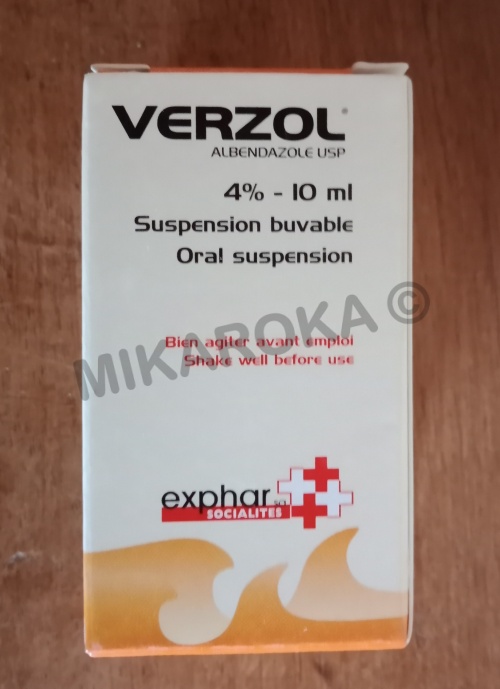 VERZOL®
ALBENDAZOLE USP
4% - 10 ml
Suspension buvable
Oral suspension
Bien agiter avant emploi
Shake well before use
MIKAROKA ©
exphar sa
SOCIALITES